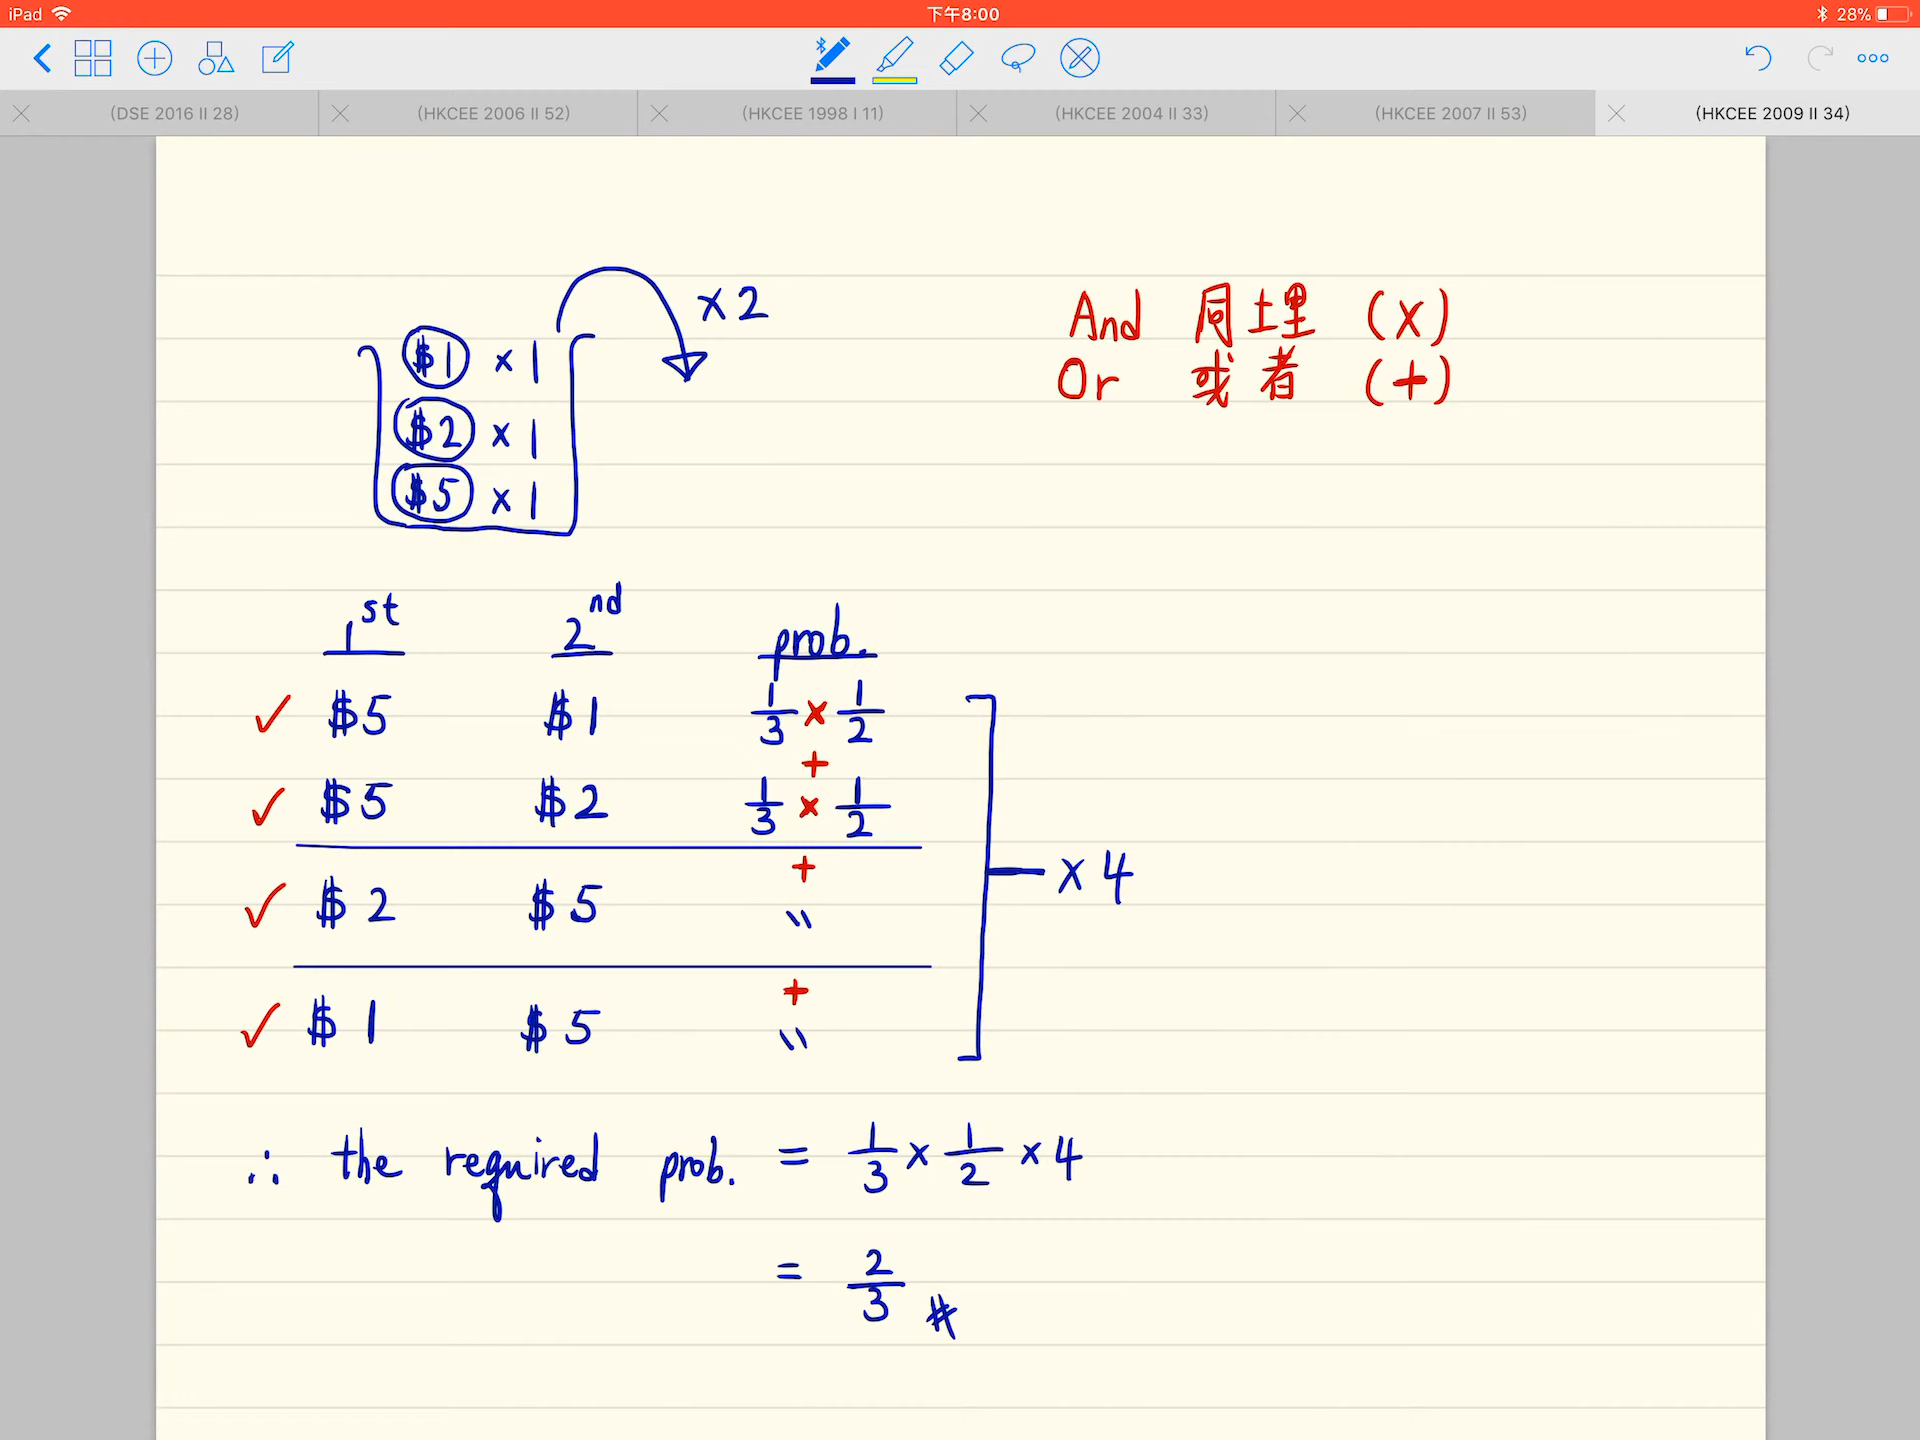 iPad 下午8:00 28%
(DSE 2016 II 28) (HKCEE 2006 II 52) (HKCEE 1998 I 11) (HKCEE 2004 II 33) (HKCEE 2007 II 53) (HKCEE 2009 II 34)
x 2
And 同埋 (x)
$1 x 1
Or 或者 (+)
$2 x 1
$5 x 1
1st 2nd prob.
✓ $5 $1 1/3 x 1/2
+
✓ $5 $2 1/3 x 1/2
+
x 4
✓ $2 $5 〃
+
✓ $1 $5 〃
∴ the required prob. = 1/3 x 1/2 x 4
= 2/3 #